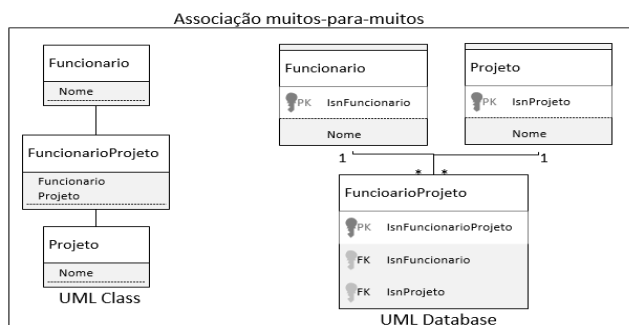 Associação muitos-para-muitos
Funcionario
Nome
FuncionarioProjeto
Funcionario
Projeto
Projeto
Nome
UML Class
Funcionario
PK IsnFuncionario
Nome
Projeto
PK IsnProjeto
Nome
1
1
* *
FuncioarioProjeto
PK IsnFuncionarioProjeto
FK IsnFuncionario
FK IsnProjeto
UML Database